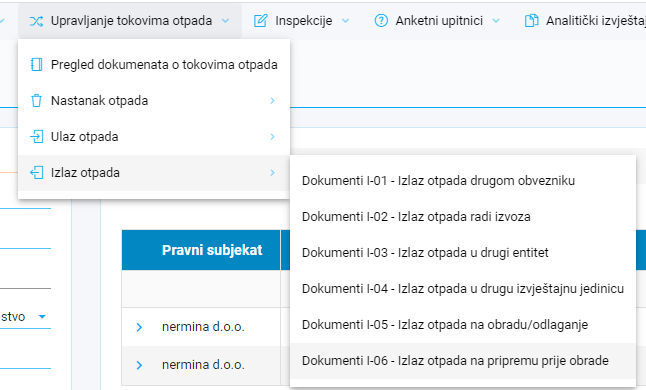 Upravljanje tokovima otpada
Inspekcije
Anketni upitnici
Analitički
Pregled dokumenata o tokovima otpada
Nastanak otpada
Ulaz otpada
Izlaz otpada
Dokumenti I-01 - Izlaz otpada drugom obvezniku
Dokumenti I-02 - Izlaz otpada radi izvoza
Dokumenti I-03 - Izlaz otpada u drugi entitet
Dokumenti I-04 - Izlaz otpada u drugu izvještajnu jedinicu
Dokumenti I-05 - Izlaz otpada na obradu/odlaganje
Dokumenti I-06 - Izlaz otpada na pripremu prije obrade
Pravni subjekat
nermina d.o.o.
nermina d.o.o.